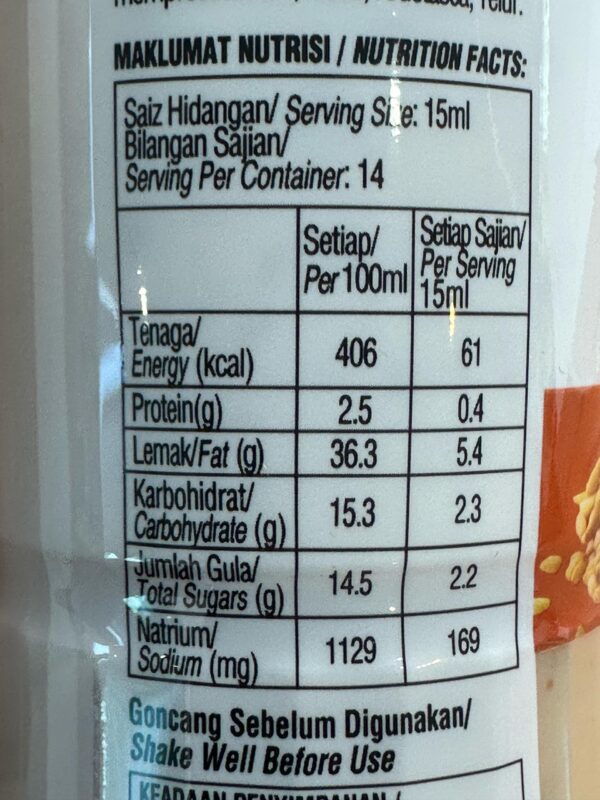 MAKLUMAT NUTRISI / NUTRITION FACTS:
Saiz Hidangan/ Serving Size: 15ml
Bilangan Sajian/
Serving Per Container: 14
Setiap/
Per 100ml
Setiap Sajian/
Per Serving
15ml
Tenaga/
Energy (kcal) 406 61
Protein(g) 2.5 0.4
Lemak/Fat (g) 36.3 5.4
Karbohidrat/
Carbohydrate (g) 15.3 2.3
Jumlah Gula/
Total Sugars (g) 14.5 2.2
Natrium/
Sodium (mg) 1129 169
Goncang Sebelum Digunakan/
Shake Well Before Use
KEADAAN PENYIMPANAN /